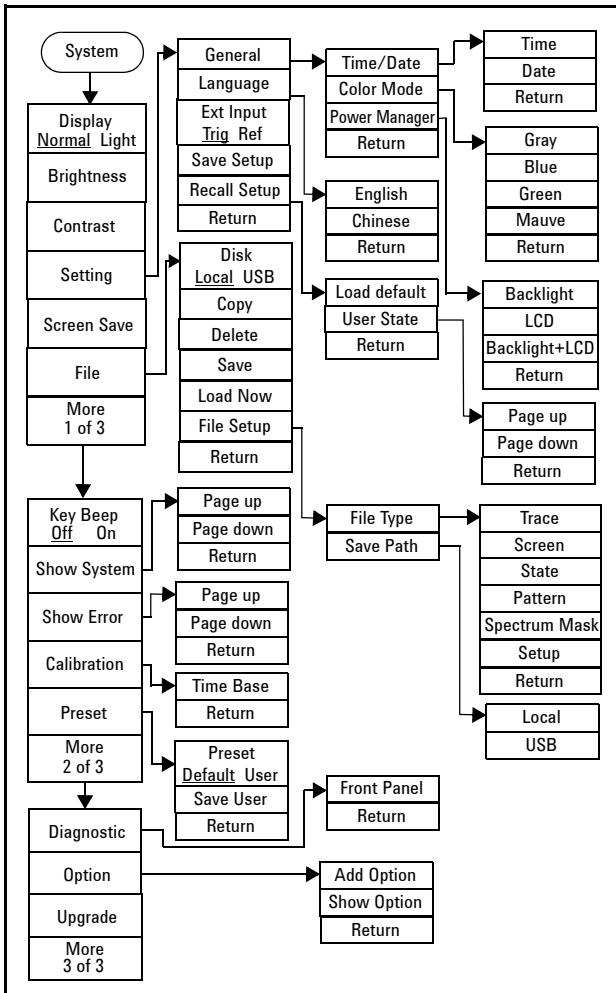 System
Display
Normal Light
Brightness
Contrast
Setting
Screen Save
File
More
1 of 3
General
Language
Ext Input
Trig Ref
Save Setup
Recall Setup
Return
Time/Date
Color Mode
Power Manager
Return
Time
Date
Return
Gray
Blue
Green
Mauve
Return
English
Chinese
Return
Disk
Local USB
Copy
Delete
Save
Load Now
File Setup
Return
Load default
User State
Return
Backlight
LCD
Backlight+LCD
Return
Page up
Page down
Return
Key Beep
Off On
Show System
Show Error
Calibration
Preset
More
2 of 3
Page up
Page down
Return
Page up
Page down
Return
Time Base
Return
Preset
Default User
Save User
Return
File Type
Save Path
Trace
Screen
State
Pattern
Spectrum Mask
Setup
Return
Local
USB
Diagnostic
Option
Upgrade
More
3 of 3
Front Panel
Return
Add Option
Show Option
Return